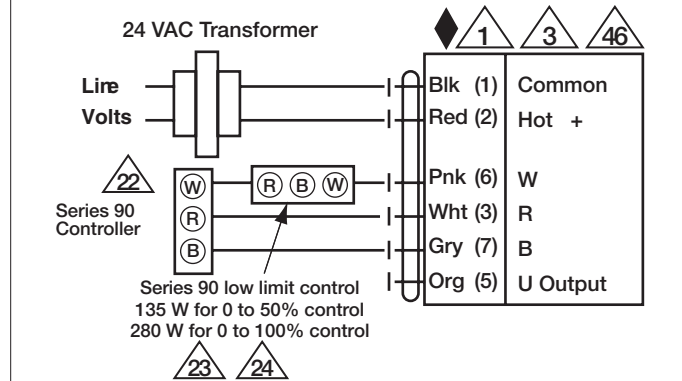 24 VAC Transformer
1 3 46
Line
Volts
Blk (1) Common
Red (2) Hot +
22
Series 90
Controller
W
R
B
R B W
Pnk (6) W
Wht (3) R
Gry (7) B
Org (5) U Output
Series 90 low limit control
135 W for 0 to 50% control
280 W for 0 to 100% control
23 24